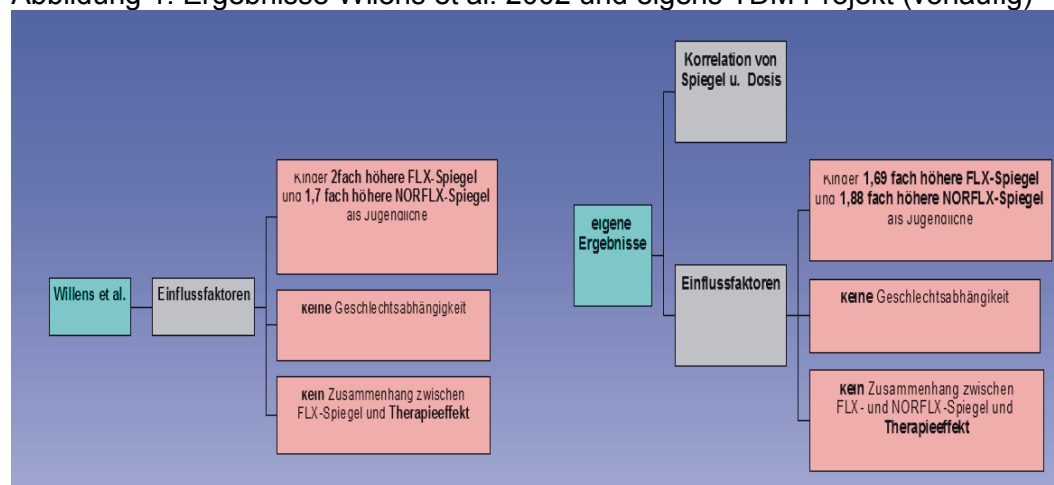 Abbildung 1: Ergebnisse Wilens et al. 2002 und eigene TDM Projekt (vorläufig)
Willens et al.
Einflussfaktoren
Kinder 2fach höhere FLX-Spiegel
und 1,7 fach höhere NORFLX-Spiegel
als Jugendliche
keine Geschlechtsabhängigkeit
kein Zusammenhang zwischen
FLX-Spiegel und Therapieeffekt
eigene
Ergebnisse
Korrelation von
Spiegel u. Dosis
Einflussfaktoren
Kinder 1,69 fach höhere FLX-Spiegel
und 1,88 fach höhere NORFLX-Spiegel
als Jugendliche
keine Geschlechtsabhängikeit
kein Zusammenhang zwischen
FLX- und NORFLX-Spiegel und
Therapieeffekt